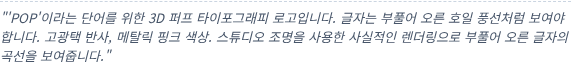 "'POP'이라는 단어를 위한 3D 퍼프 타이포그래피 로고입니다. 글자는 부풀어 오른 호일 풍선처럼 보여야
합니다. 고광택 반사, 메탈릭 핑크 색상. 스튜디오 조명을 사용한 사실적인 렌더링으로 부풀어 오른 글자의
곡선을 보여줍니다."